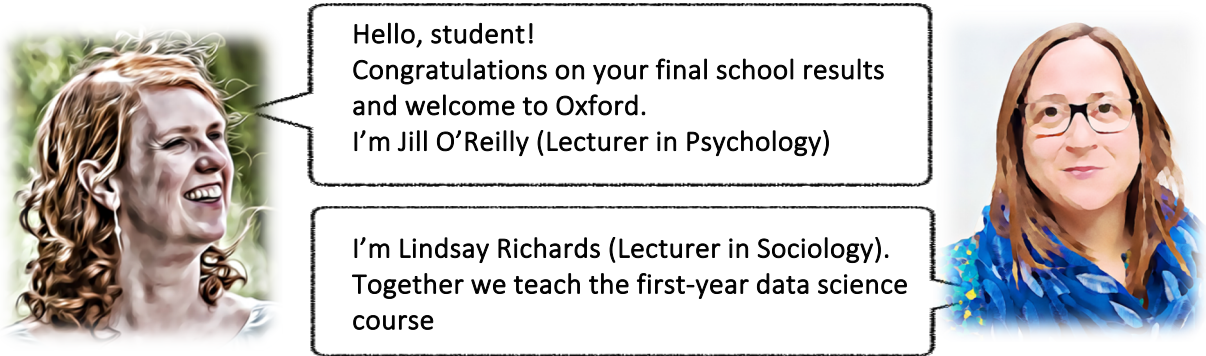 Hello, student!
Congratulations on your final school results
and welcome to Oxford.
I’m Jill O’Reilly (Lecturer in Psychology)
I’m Lindsay Richards (Lecturer in Sociology).
Together we teach the first-year data science
course